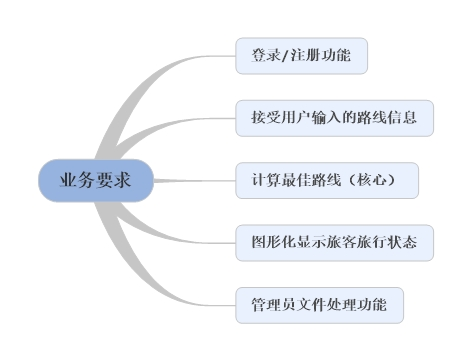 登录/注册功能
接受用户输入的路线信息
业务要求
计算最佳路线（核心）
图形化显示旅客旅行状态
管理员文件处理功能